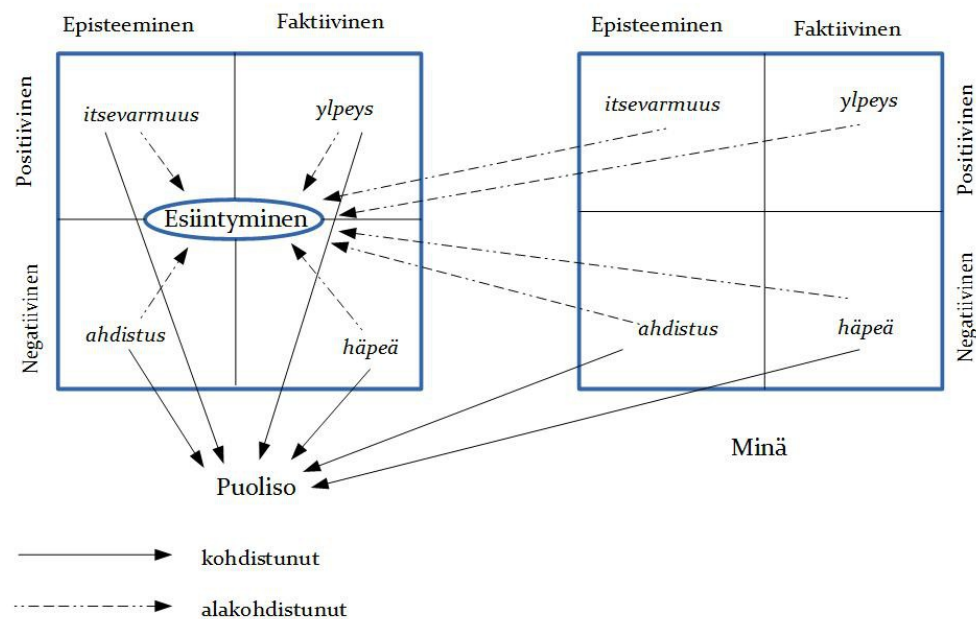 Episteeminen
Faktiivinen
Episteeminen
Faktiivinen
Positiivinen
itsevarmuus
ylpeys
itsevarmuus
ylpeys
Positiivinen
Esiintyminen
Negatiivinen
ahdistus
häpeä
ahdistus
häpeä
Negatiivinen
Minä
Puoliso
kohdistunut
alakohdistunut